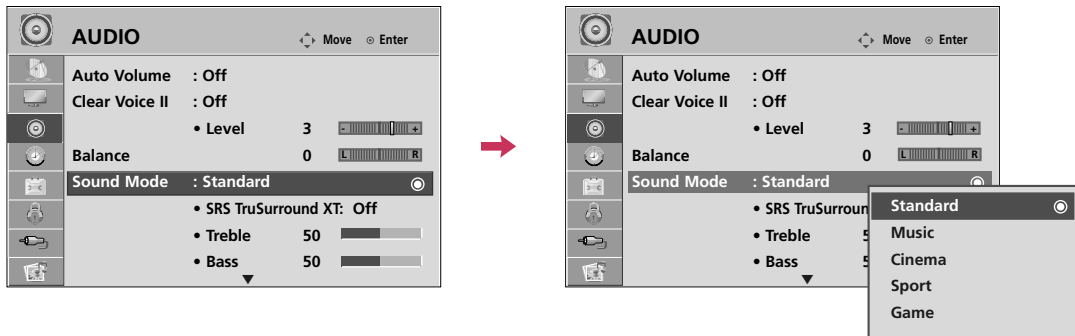 AUDIO Move Enter
Auto Volume : Off
Clear Voice II : Off
• Level 3 - +
Balance 0 L R
Sound Mode : Standard
• SRS TruSurround XT: Off
• Treble 50
• Bass 50
AUDIO Move Enter
Auto Volume : Off
Clear Voice II : Off
• Level 3 - +
Balance 0 L R
Sound Mode : Standard
• SRS TruSurroun
• Treble 5
• Bass 5
Standard
Music
Cinema
Sport
Game